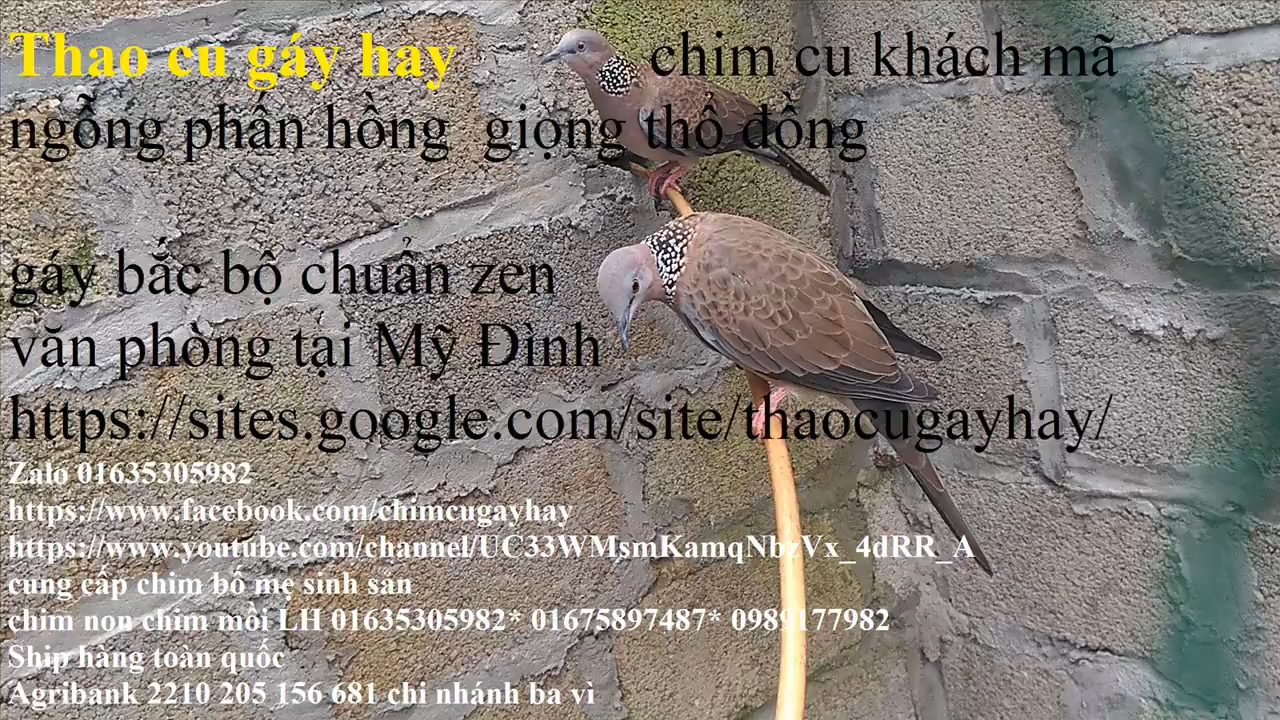 Thao cu gáy hay chim cu khách mã
ngỗng phấn hồng giọng thổ đồng
gáy bắc bộ chuẩn zen
văn phòng tại Mỹ Đình
https://sites.google.com/site/thaocugayhay/
Zalo 01635305982
https://www.facebook.com/chimcugayhay
https://www.youtube.com/channel/UC33WMsmKamqNbzVx_4dRR_A
cung cấp chim bố mẹ sinh sản
chim non chim mồi LH 01635305982* 01675897487* 0989177982
Ship hàng toàn quốc
Agribank 2210 205 156 681 chi nhánh ba vì